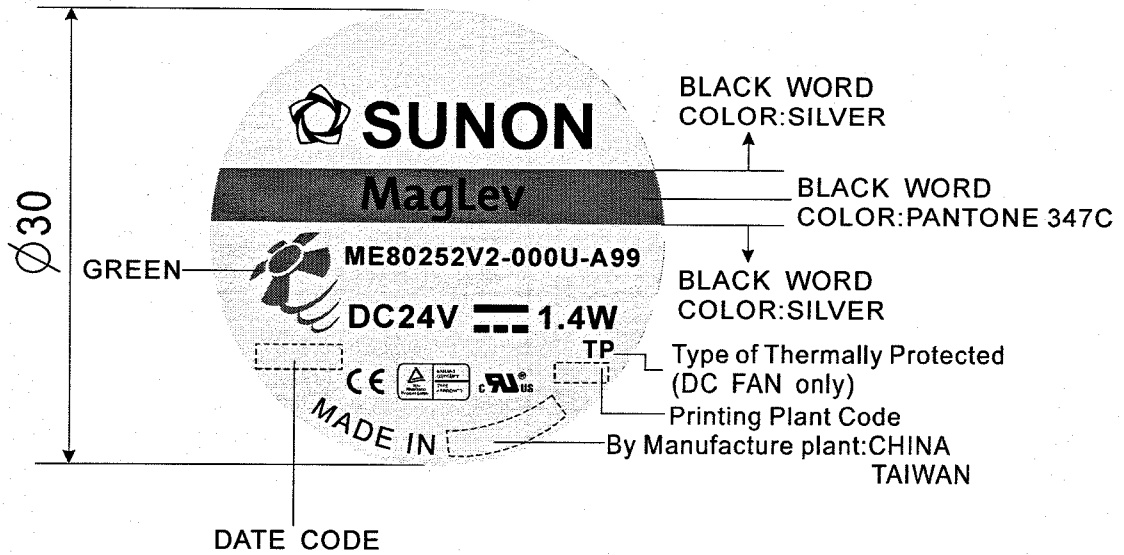 SUNON
MagLev
ME80252V2-000U-A99
DC24V 1.4W
TP
CE
c RU ® US
MADE IN
Ø30
GREEN
DATE CODE
BLACK WORD
COLOR:SILVER
BLACK WORD
COLOR:PANTONE 347C
BLACK WORD
COLOR:SILVER
Type of Thermally Protected
(DC FAN only)
Printing Plant Code
By Manufacture plant:CHINA
TAIWAN